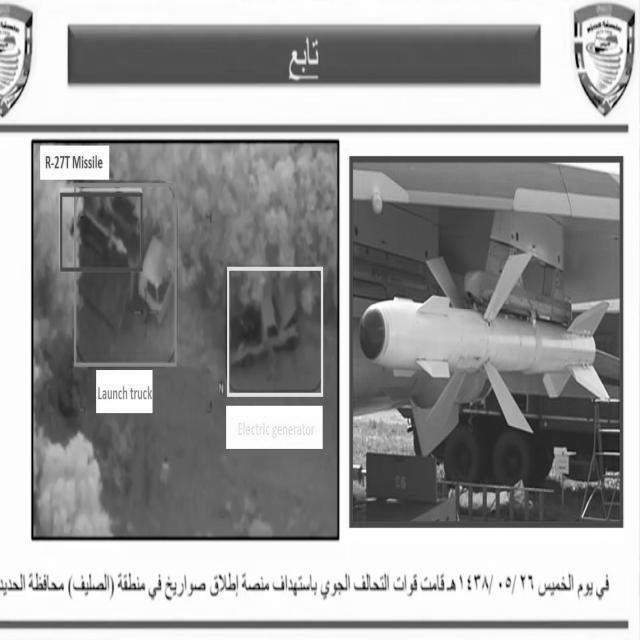 تابع
R-27T Missile
Launch truck
Electric generator
في يوم الخميس ٢٦/ ٠٥/ ١٤٣٨هـ قامت قوات التحالف الجوي باستهداف منصة إطلاق صواريخ في منطقة (الصليف) محافظة الحديد